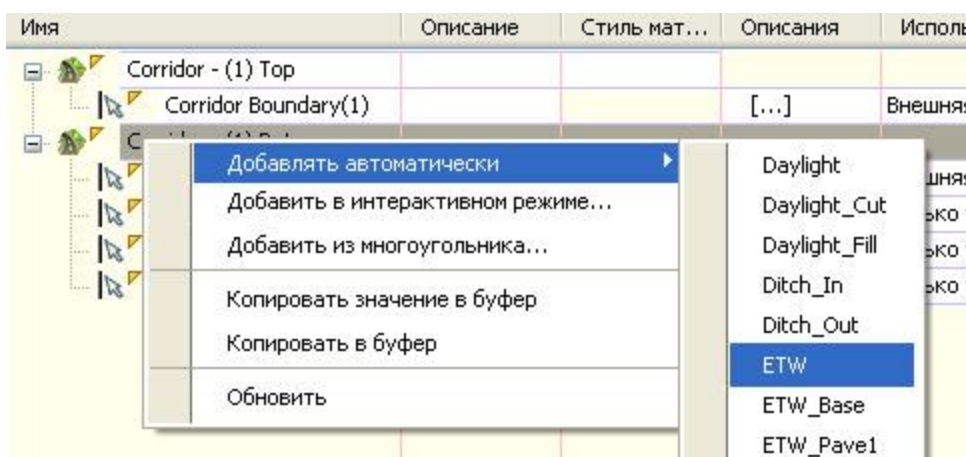 Имя Описание Стиль мат... Описания
Corridor - (1) Top
Corridor Boundary(1) [...]
Добавлять автоматически
Добавить в интерактивном режиме...
Добавить из многоугольника...
Копировать значение в буфер
Копировать в буфер
Обновить
Daylight
Daylight_Cut
Daylight_Fill
Ditch_In
Ditch_Out
ETW
ETW_Base
ETW_Pave1